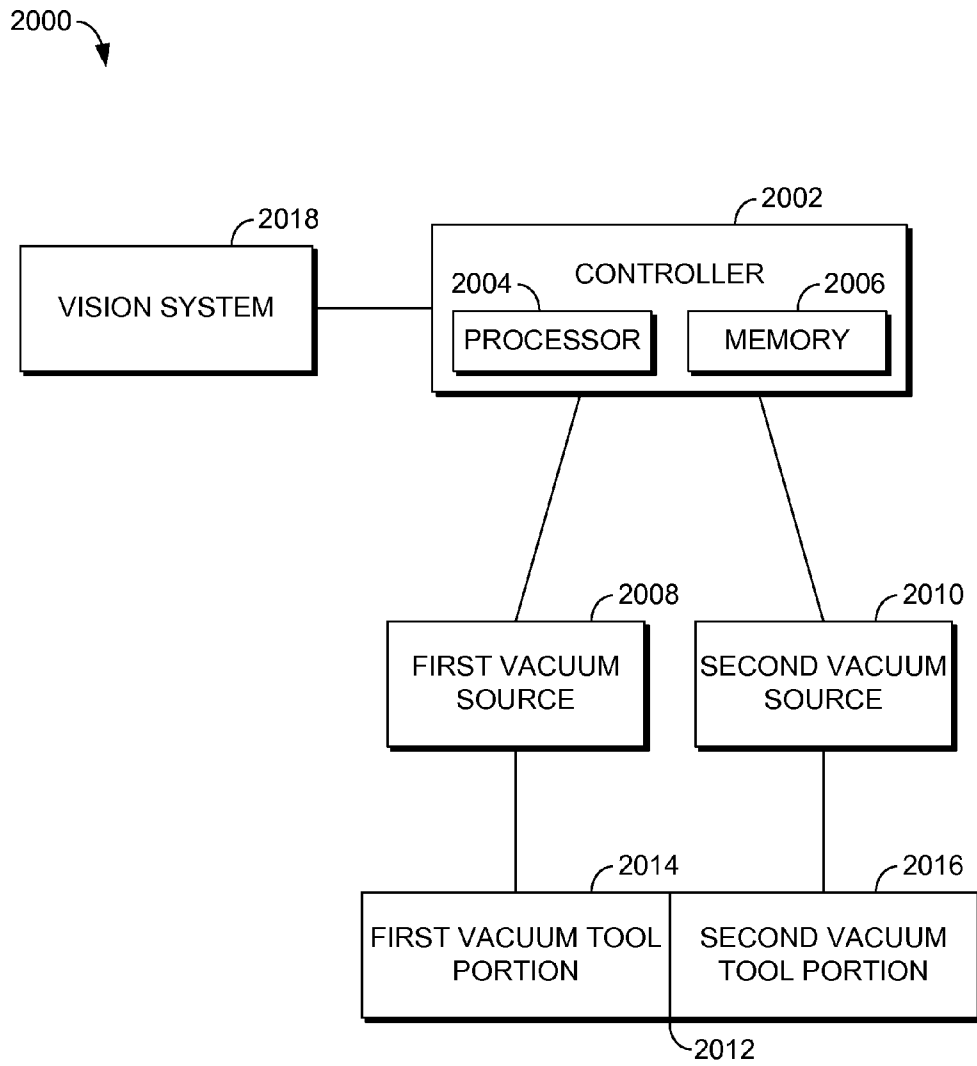 2000
2018
2002
VISION SYSTEM
CONTROLLER
2004
2006
PROCESSOR
MEMORY
2008
2010
FIRST VACUUM
SOURCE
SECOND VACUUM
SOURCE
2014
2016
FIRST VACUUM TOOL
PORTION
SECOND VACUUM
TOOL PORTION
2012